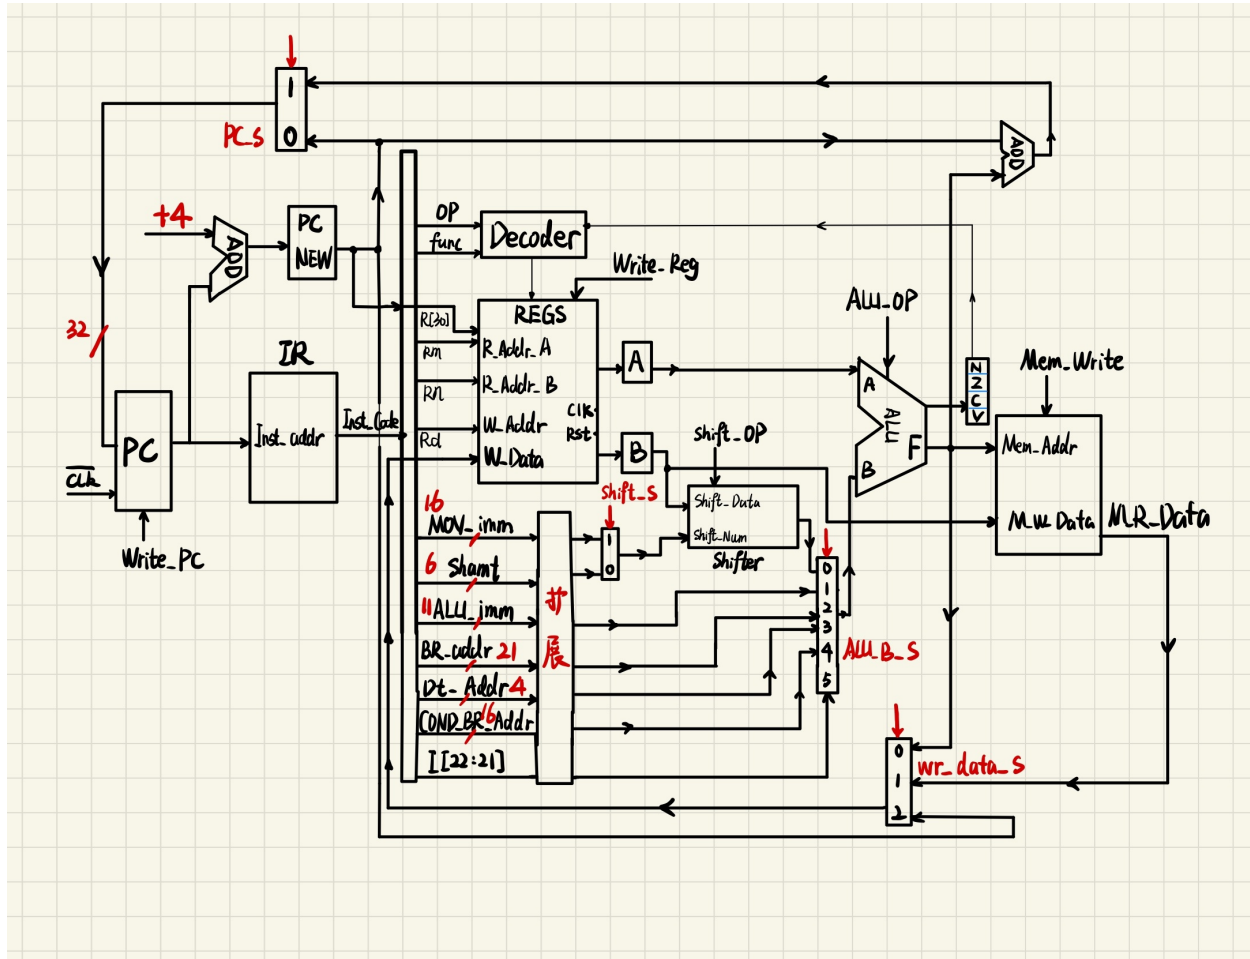 1
0
PC_S
+4
ADD
PC
NEW
32
OP
func
Decoder
Write_Reg
ADD
R[30]
Rm
Rn
Rd
REGS
R_Addr_A
R_Addr_B
W_Addr
W_Data
Clk
Rst
A
B
IR
Inst_addr
Inst_Code
PC
Clk
Write_PC
ALU_OP
A
ALU
B
F
N
Z
C
V
Mem_Write
Mem_Addr
M_W_Data
MR_Data
shift_OP
shift_S
1
0
Shift_Data
Shift_Num
Shifter
16
MOV_imm
6 Shamt
11 ALU_imm
BR_addr 21
Dt_Addr 4
16
COND_BR_Addr
I[22:21]
扩展
0
1
2
3
4
5
ALU_B_S
0
1
2
wr_data_S